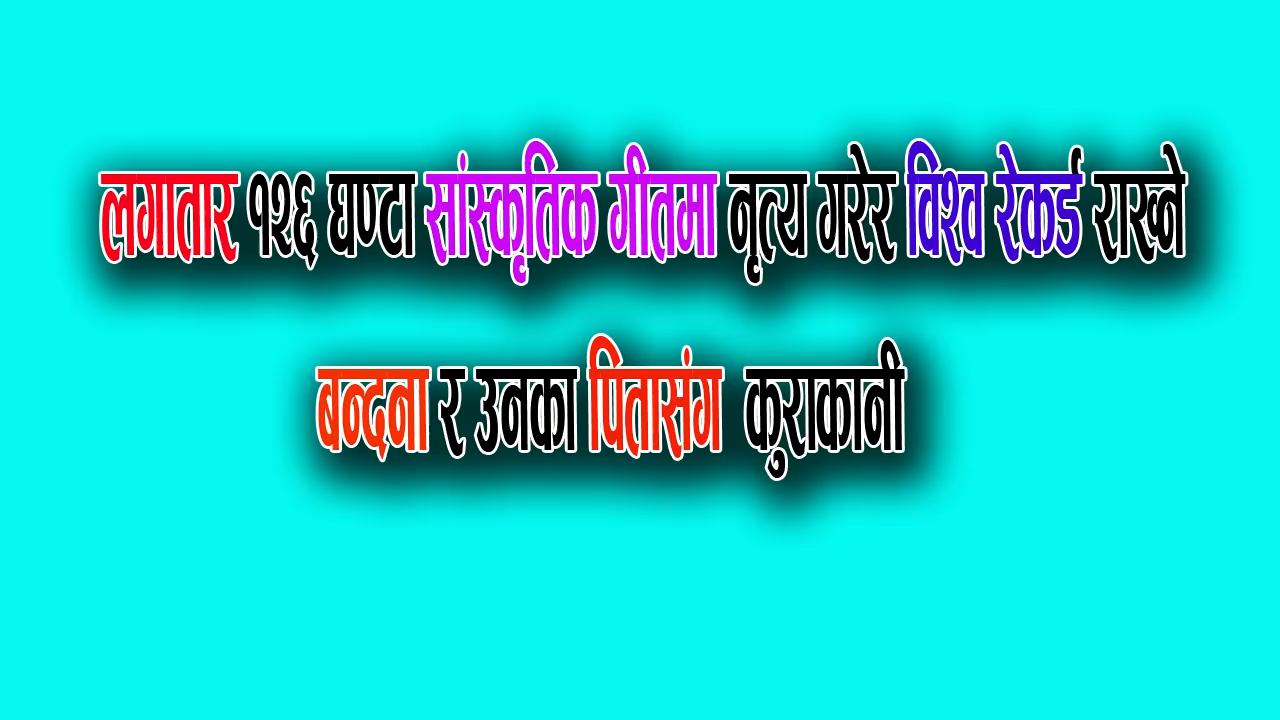 लगातार १२६ घण्टा सांस्कृतिक गीतमा नृत्य गरेर विश्व रेकर्ड राख्ने
बन्दना र उनका पितासंग कुराकानी